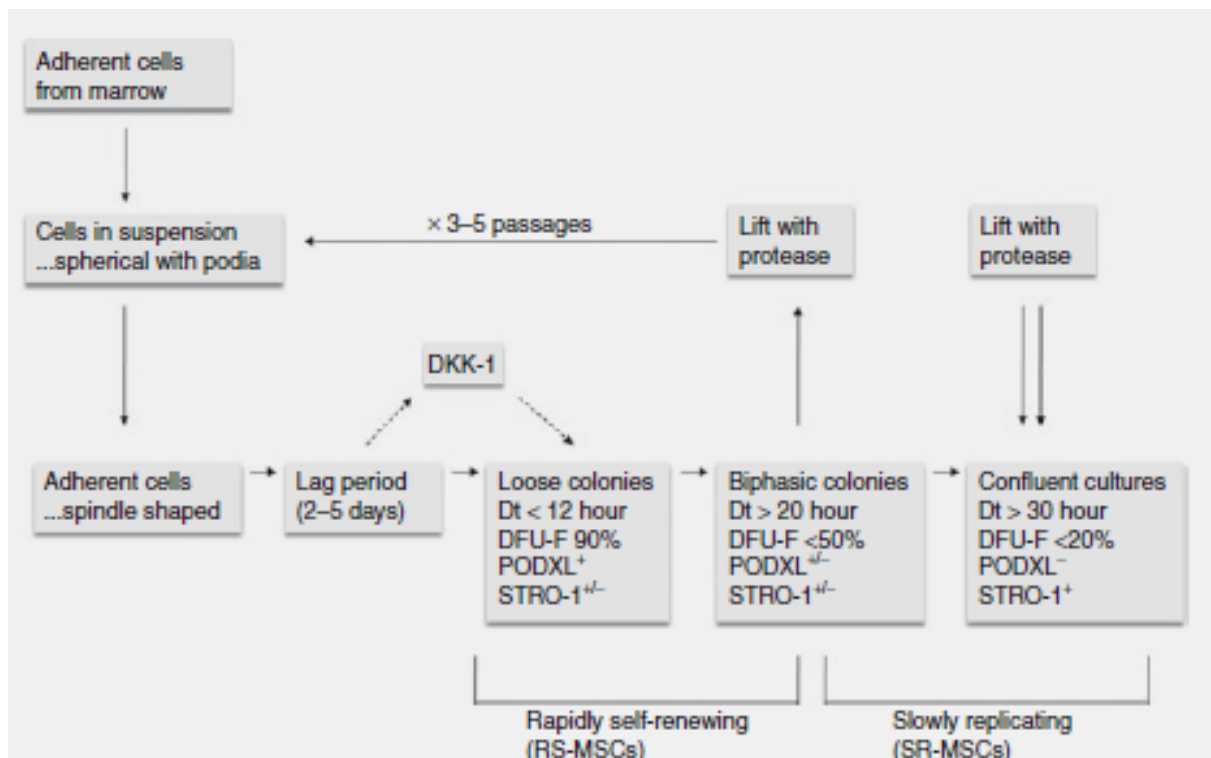 Adherent cells
from marrow
Cells in suspension
...spherical with podia
× 3–5 passages
Lift with
protease
Lift with
protease
DKK-1
Adherent cells
...spindle shaped
Lag period
(2–5 days)
Loose colonies
Dt < 12 hour
DFU-F 90%
PODXL⁺
STRO-1⁺/⁻
Biphasic colonies
Dt > 20 hour
DFU-F <50%
PODXL⁺/⁻
STRO-1⁺/⁻
Confluent cultures
Dt > 30 hour
DFU-F <20%
PODXL⁻
STRO-1⁺
Rapidly self-renewing
(RS-MSCs)
Slowly replicating
(SR-MSCs)